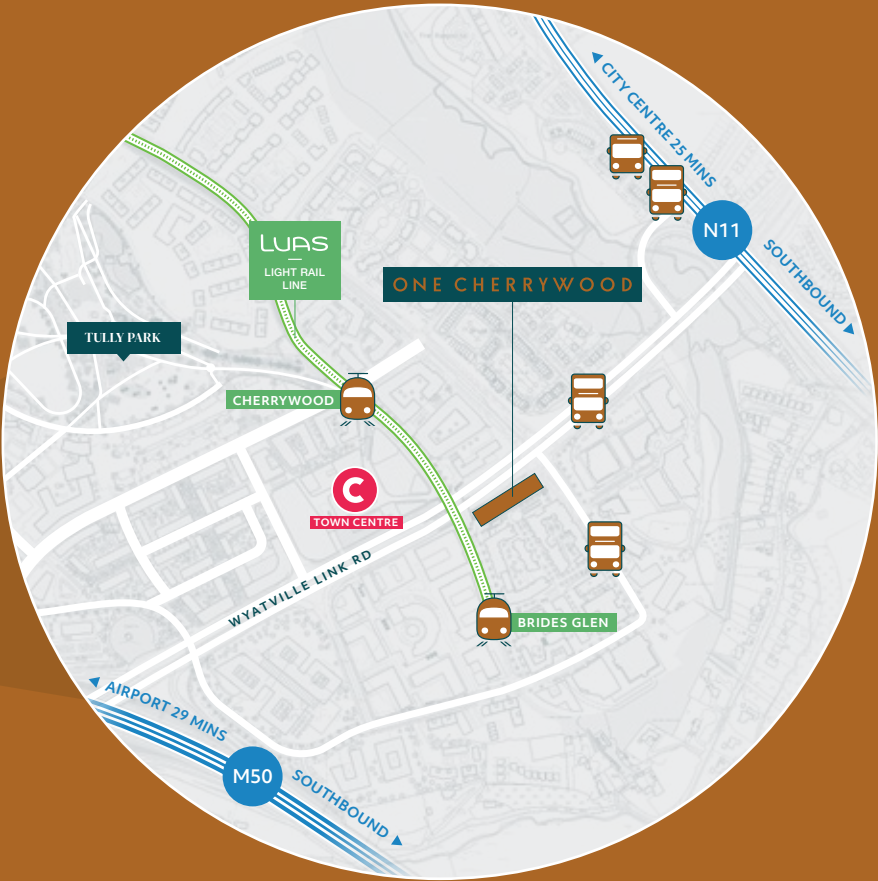 CITY CENTRE 25 MINS
N11
SOUTHBOUND
LUAS
LIGHT RAIL
LINE
ONE CHERRYWOOD
TULLY PARK
CHERRYWOOD
C
TOWN CENTRE
WYATVILLE LINK RD
BRIDES GLEN
AIRPORT 29 MINS
M50
SOUTHBOUND